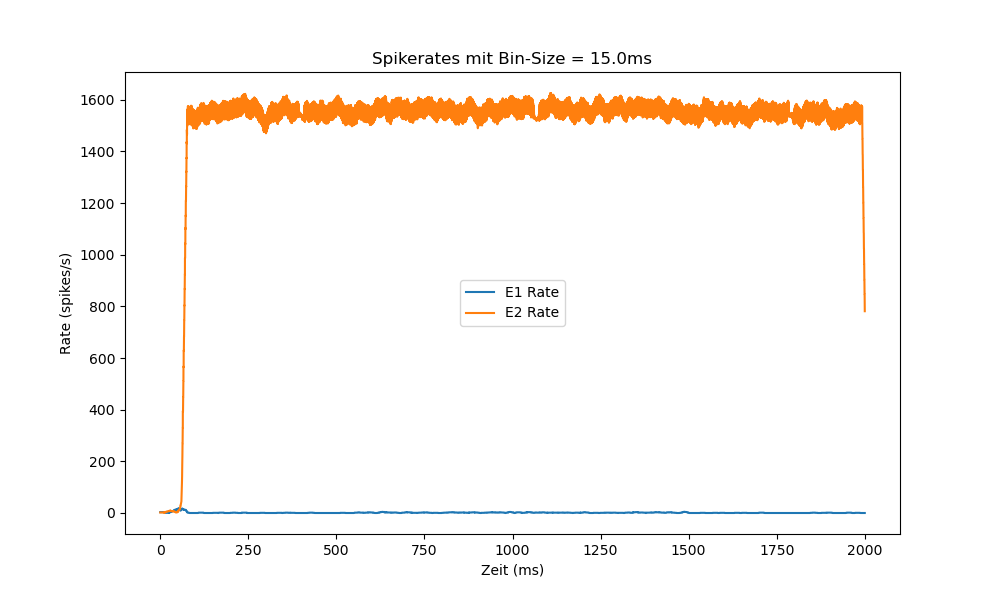 Spikerates mit Bin-Size = 15.0ms
Rate (spikes/s)
1600
1400
1200
1000
800
600
400
200
0
E1 Rate
E2 Rate
0 250 500 750 1000 1250 1500 1750 2000
Zeit (ms)